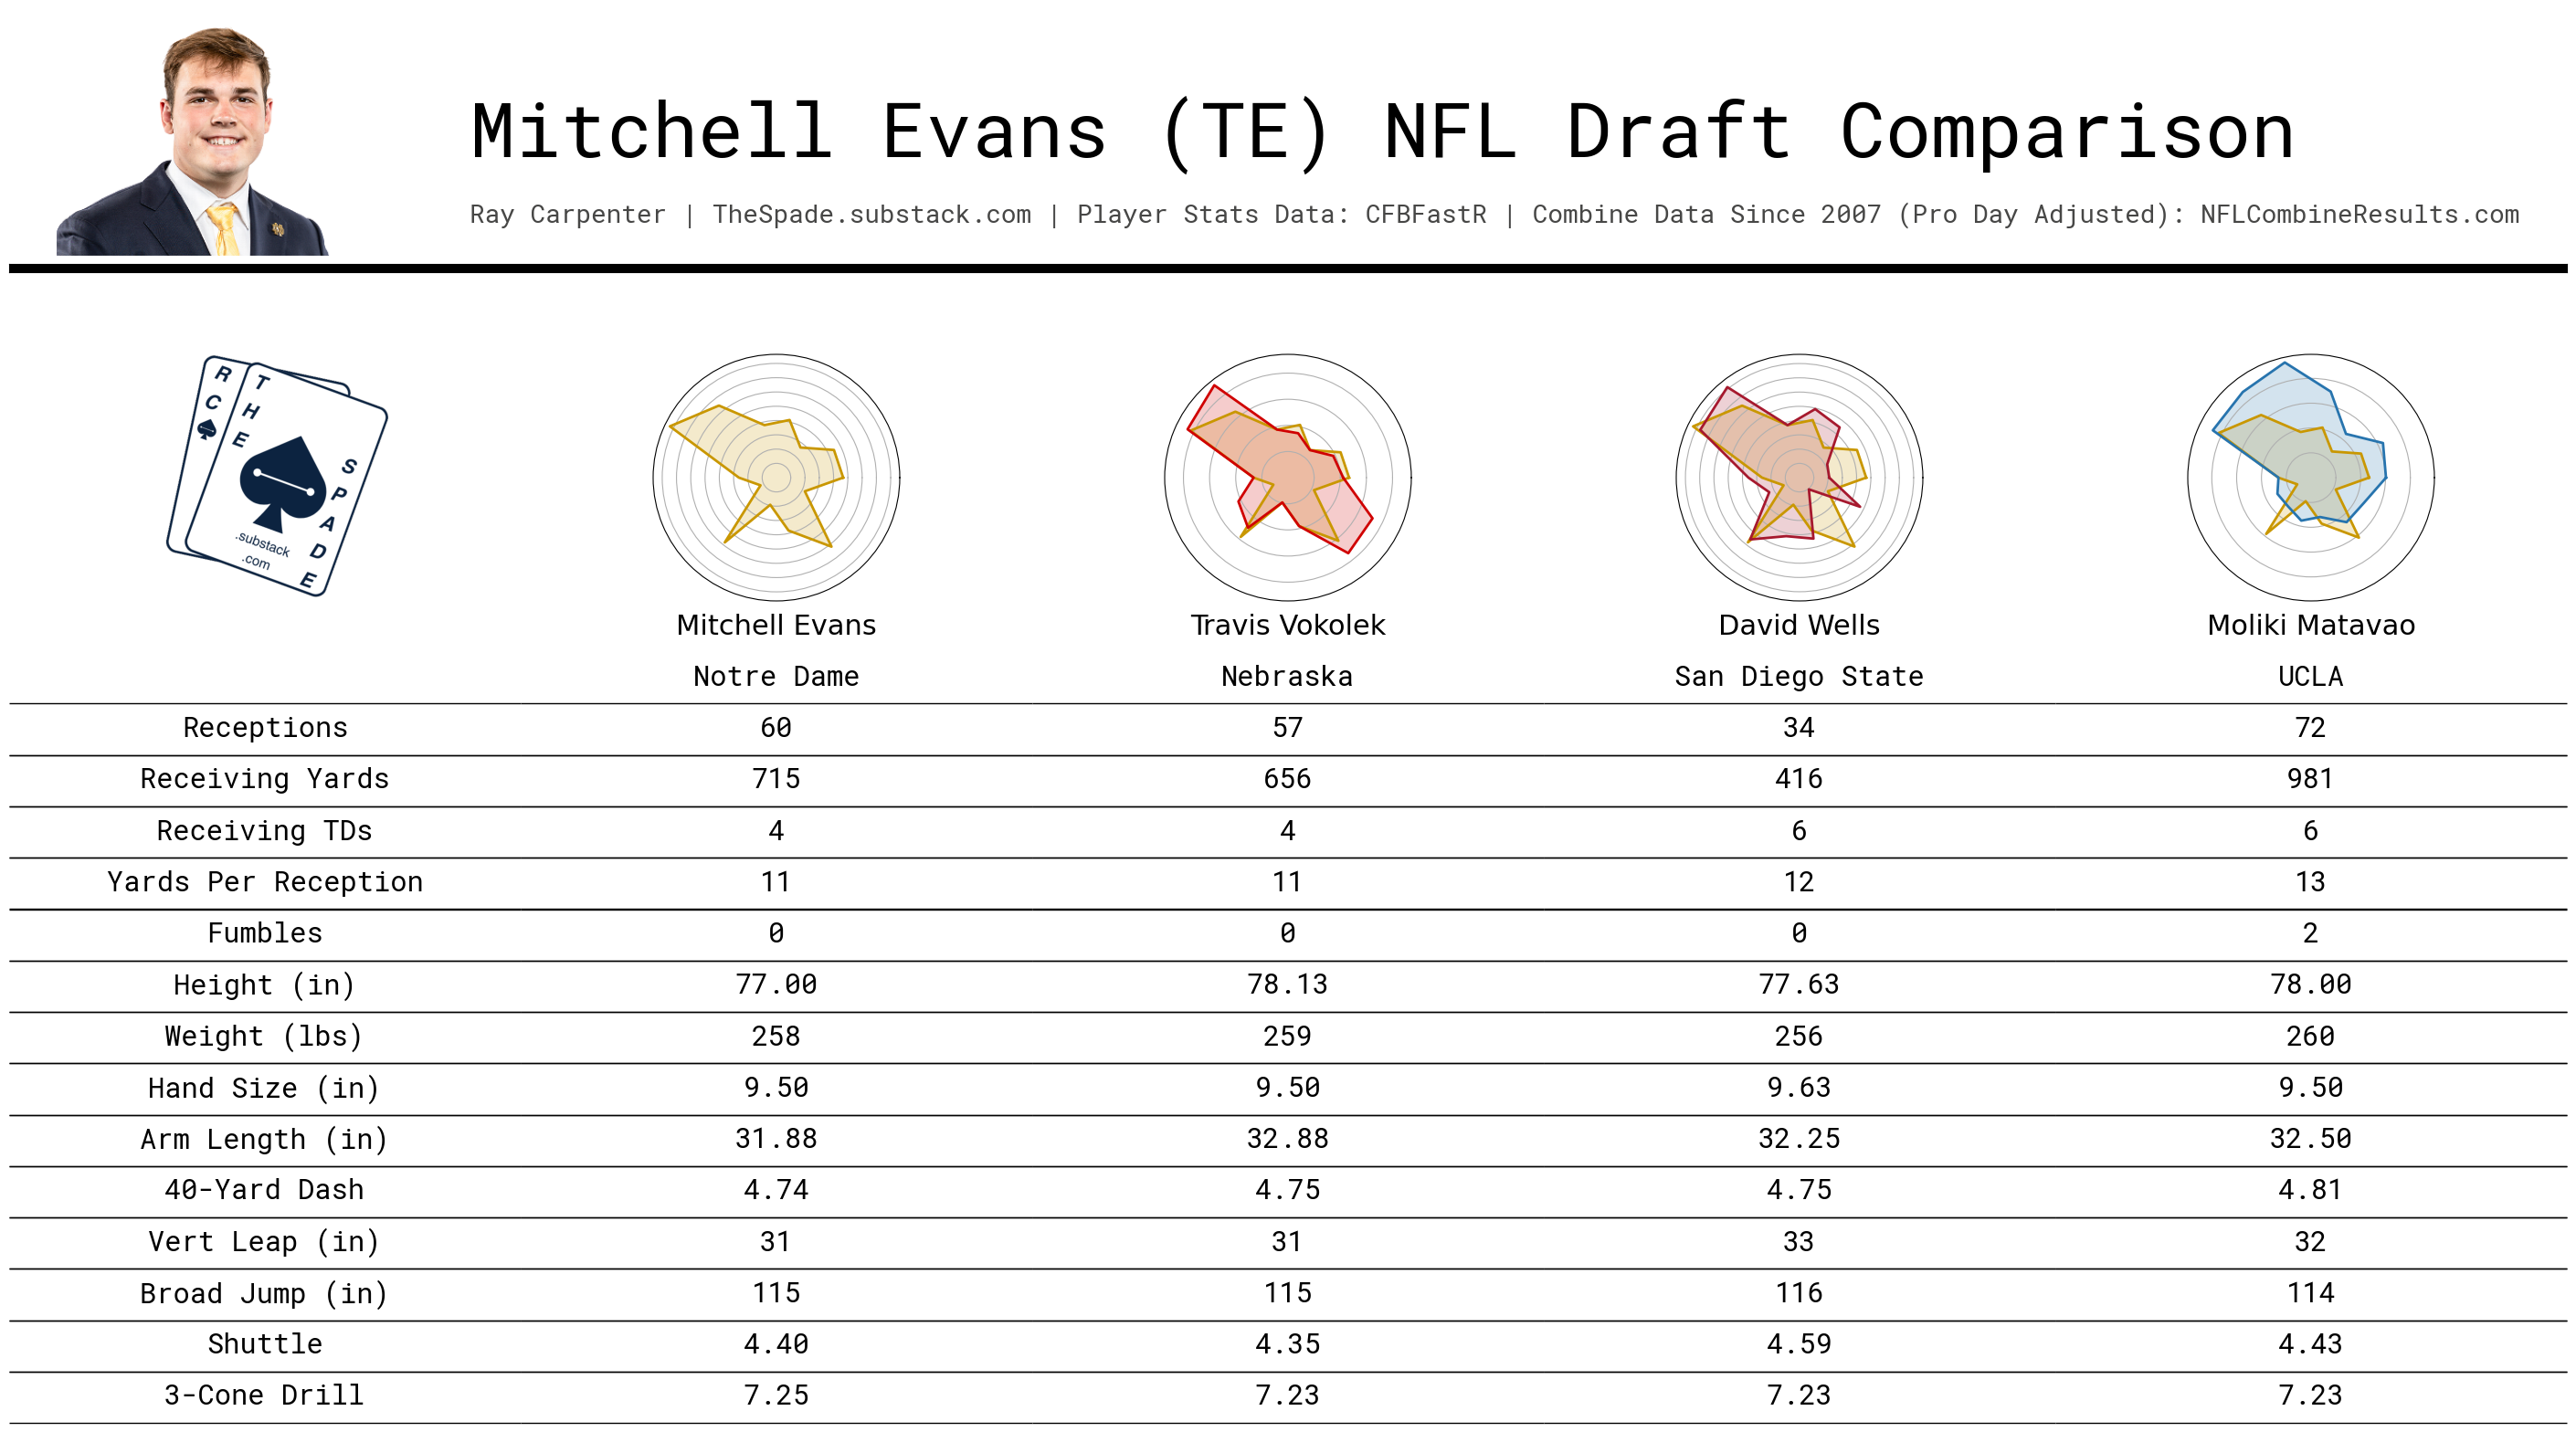 Mitchell Evans (TE) NFL Draft Comparison
Ray Carpenter | TheSpade.substack.com | Player Stats Data: CFBFastR | Combine Data Since 2007 (Pro Day Adjusted): NFLCombineResults.com
RC
THE
SPADE
.substack
.com
Mitchell Evans Travis Vokolek David Wells Moliki Matavao
Notre Dame Nebraska San Diego State UCLA
Receptions 60 57 34 72
Receiving Yards 715 656 416 981
Receiving TDs 4 4 6 6
Yards Per Reception 11 11 12 13
Fumbles 0 0 0 2
Height (in) 77.00 78.13 77.63 78.00
Weight (lbs) 258 259 256 260
Hand Size (in) 9.50 9.50 9.63 9.50
Arm Length (in) 31.88 32.88 32.25 32.50
40-Yard Dash 4.74 4.75 4.75 4.81
Vert Leap (in) 31 31 33 32
Broad Jump (in) 115 115 116 114
Shuttle 4.40 4.35 4.59 4.43
3-Cone Drill 7.25 7.23 7.23 7.23